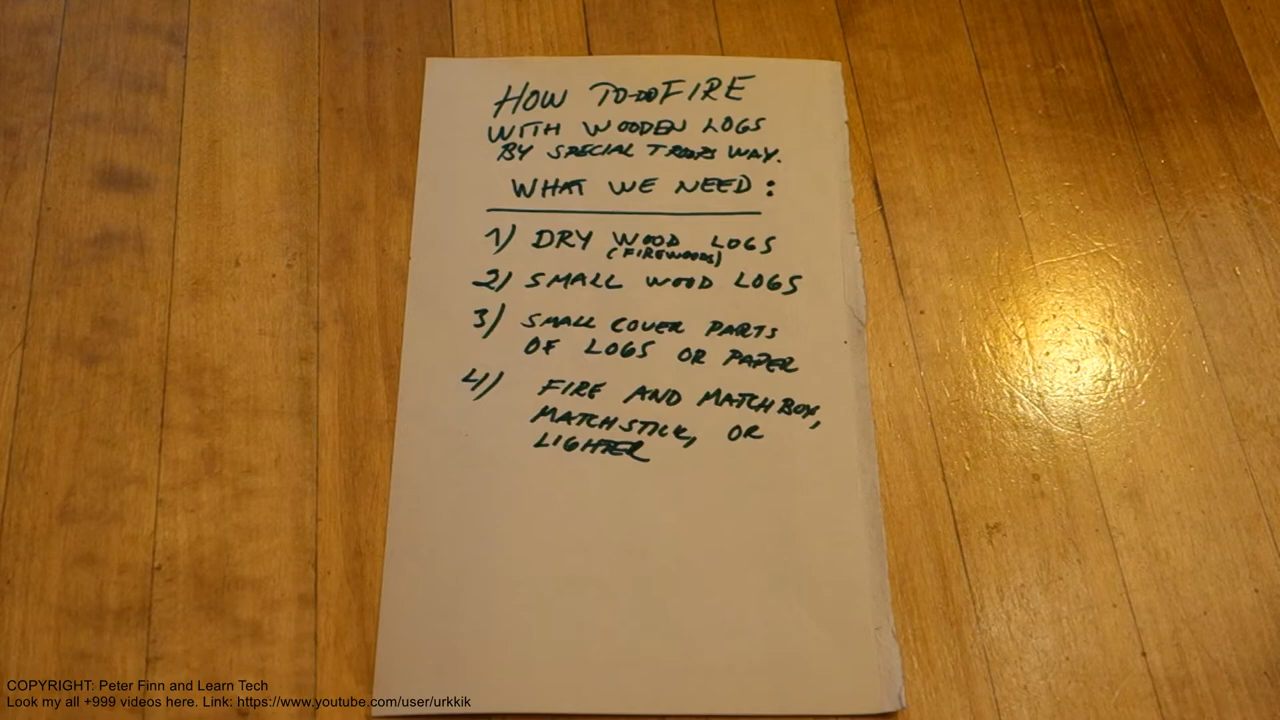 HOW TO DO FIRE
WITH WOODEN LOGS
BY SPECIAL TROOPS WAY.
WHAT WE NEED:
1) DRY WOOD LOGS
(FIREWOODS)
2) SMALL WOOD LOGS
3) SMALL COVER PARTS
OF LOGS OR PAPER
4) FIRE AND MATCHBOX,
MATCHSTICK, OR
LIGHTER
COPYRIGHT: Peter Finn and Learn Tech
Look my all +999 videos here. Link: https://www.youtube.com/user/urkkik